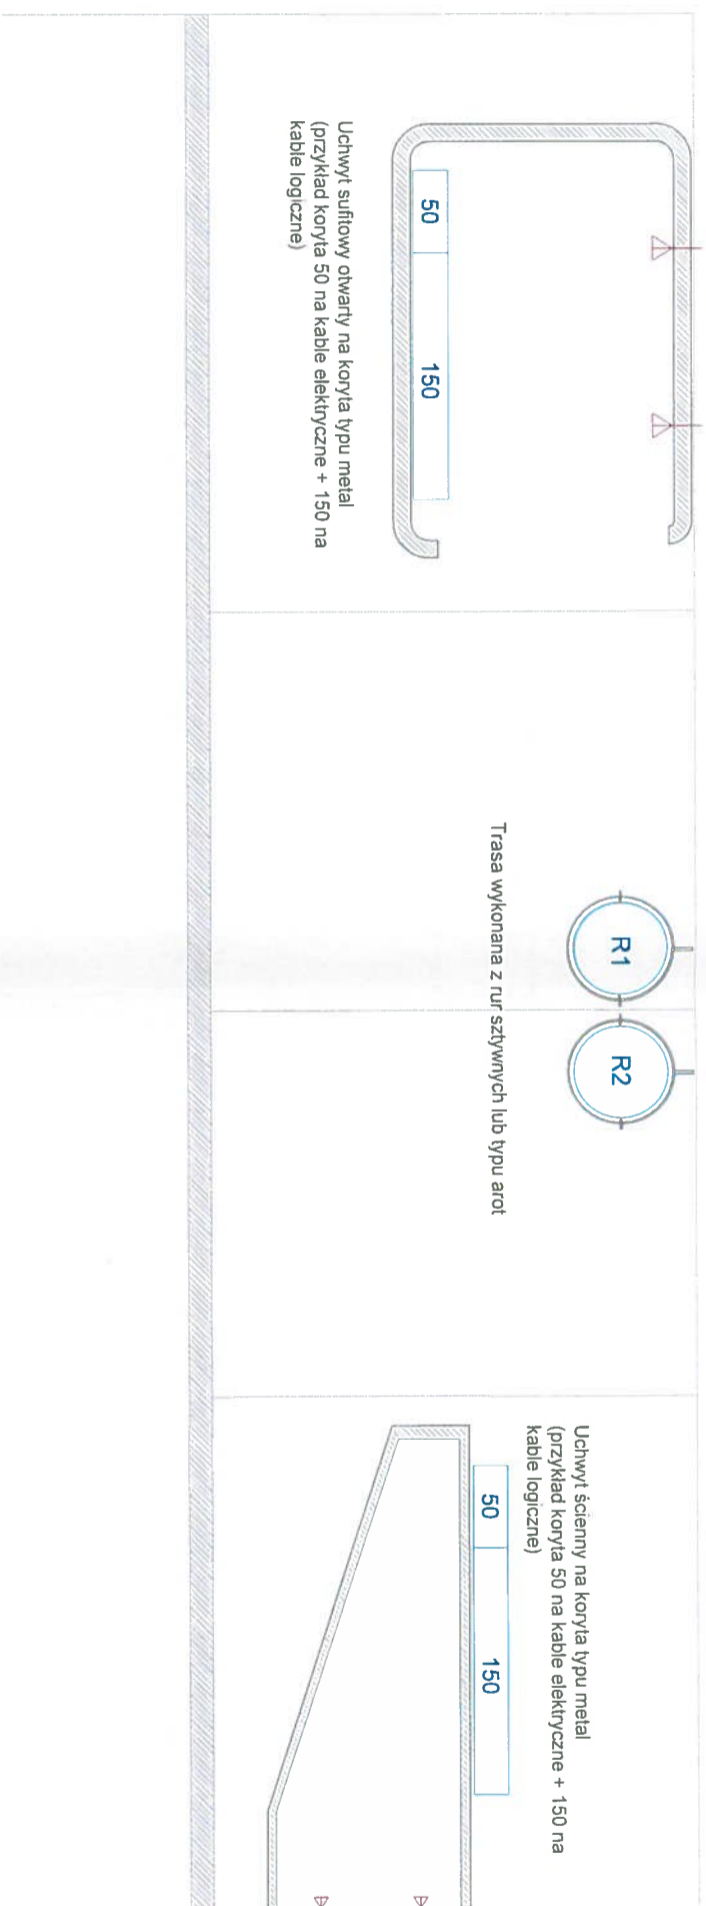 50
150
Uchwyt sufitowy otwarty na koryta typu metal
(przykład koryta 50 na kable elektryczne + 150 na
kable logiczne)
R1
R2
Trasa wykonana z rur sztywnych lub typu arot
Uchwyt ścienny na koryta typu metal
(przykład koryta 50 na kable elektryczne + 150 na
kable logiczne)
50
150